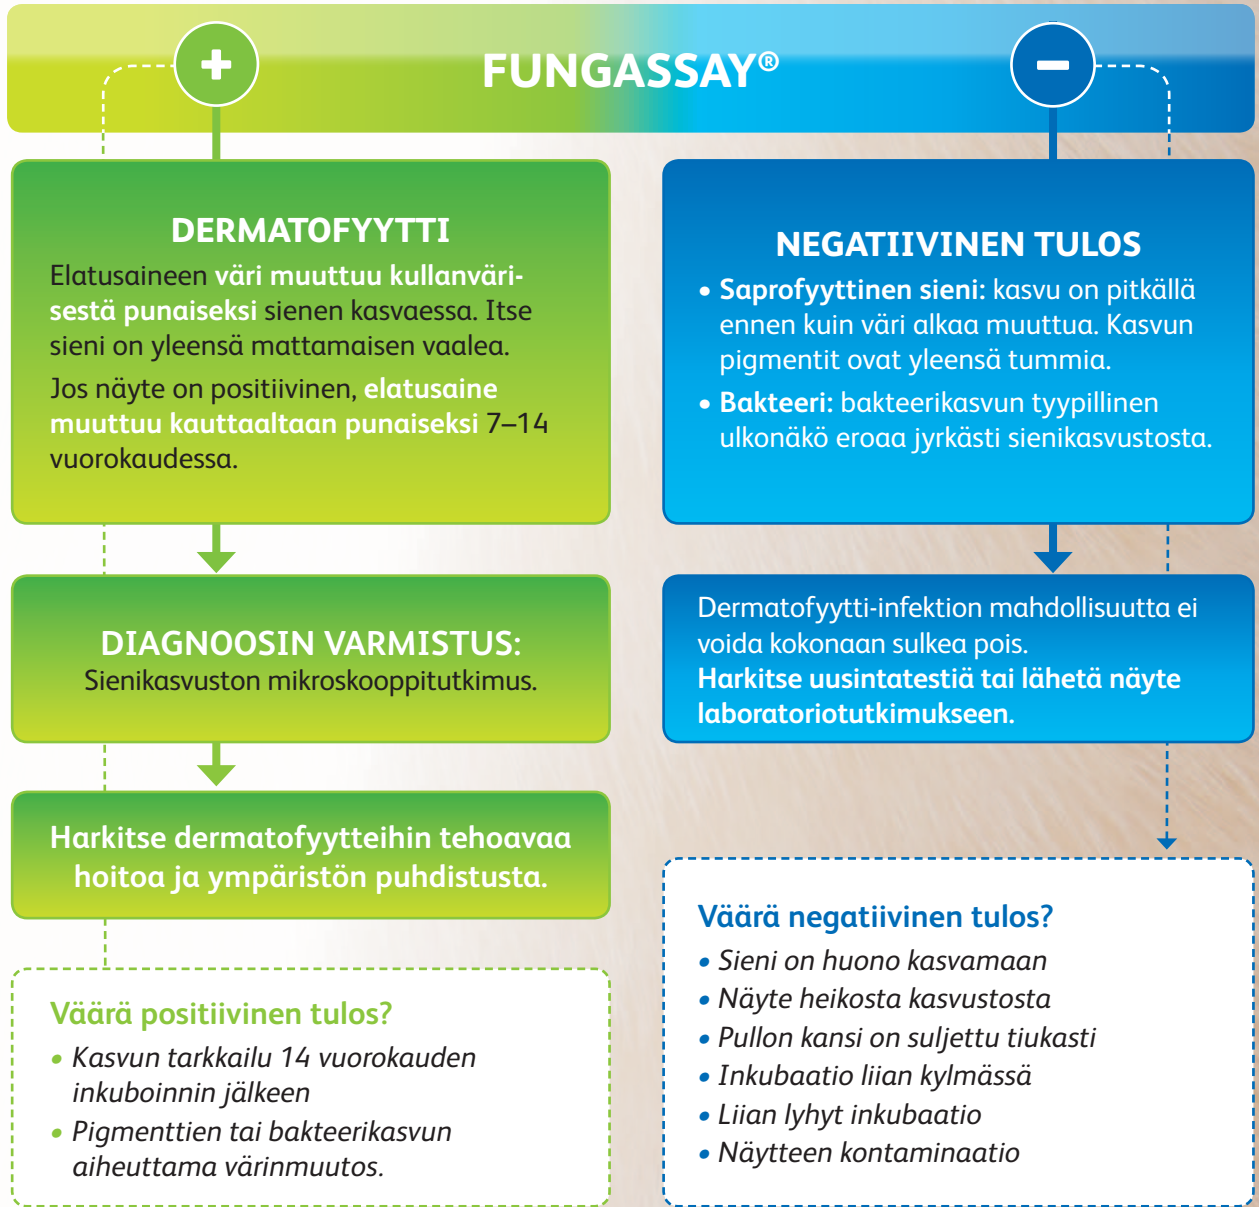 FUNGASSAY®
DERMATOFYYTTI
Elatusaineen väri muuttuu kullanväri-
sestä punaiseksi sienen kasvaessa. Itse
sieni on yleensä mattamaisen vaalea.
Jos näyte on positiivinen, elatusaine
muuttuu kauttaaltaan punaiseksi 7–14
vuorokaudessa.
DIAGNOOSIN VARMISTUS:
Sienikasvuston mikroskooppitutkimus.
Harkitse dermatofyytteihin tehoavaa
hoitoa ja ympäristön puhdistusta.
Väärä positiivinen tulos?
• Kasvun tarkkailu 14 vuorokauden
inkuboinnin jälkeen
• Pigmenttien tai bakteerikasvun
aiheuttama värinmuutos.
NEGATIIVINEN TULOS
• Saprofyyttinen sieni: kasvu on pitkällä
ennen kuin väri alkaa muuttua. Kasvun
pigmentit ovat yleensä tummia.
• Bakteeri: bakteerikasvun tyypillinen
ulkonäkö eroaa jyrkästi sienikasvustosta.
Dermatofyytti-infektion mahdollisuutta ei
voida kokonaan sulkea pois.
Harkitse uusintatestiä tai lähetä näyte
laboratoriotutkimukseen.
Väärä negatiivinen tulos?
• Sieni on huono kasvamaan
• Näyte heikosta kasvustosta
• Pullon kansi on suljettu tiukasti
• Inkubaatio liian kylmässä
• Liian lyhyt inkubaatio
• Näytteen kontaminaatio